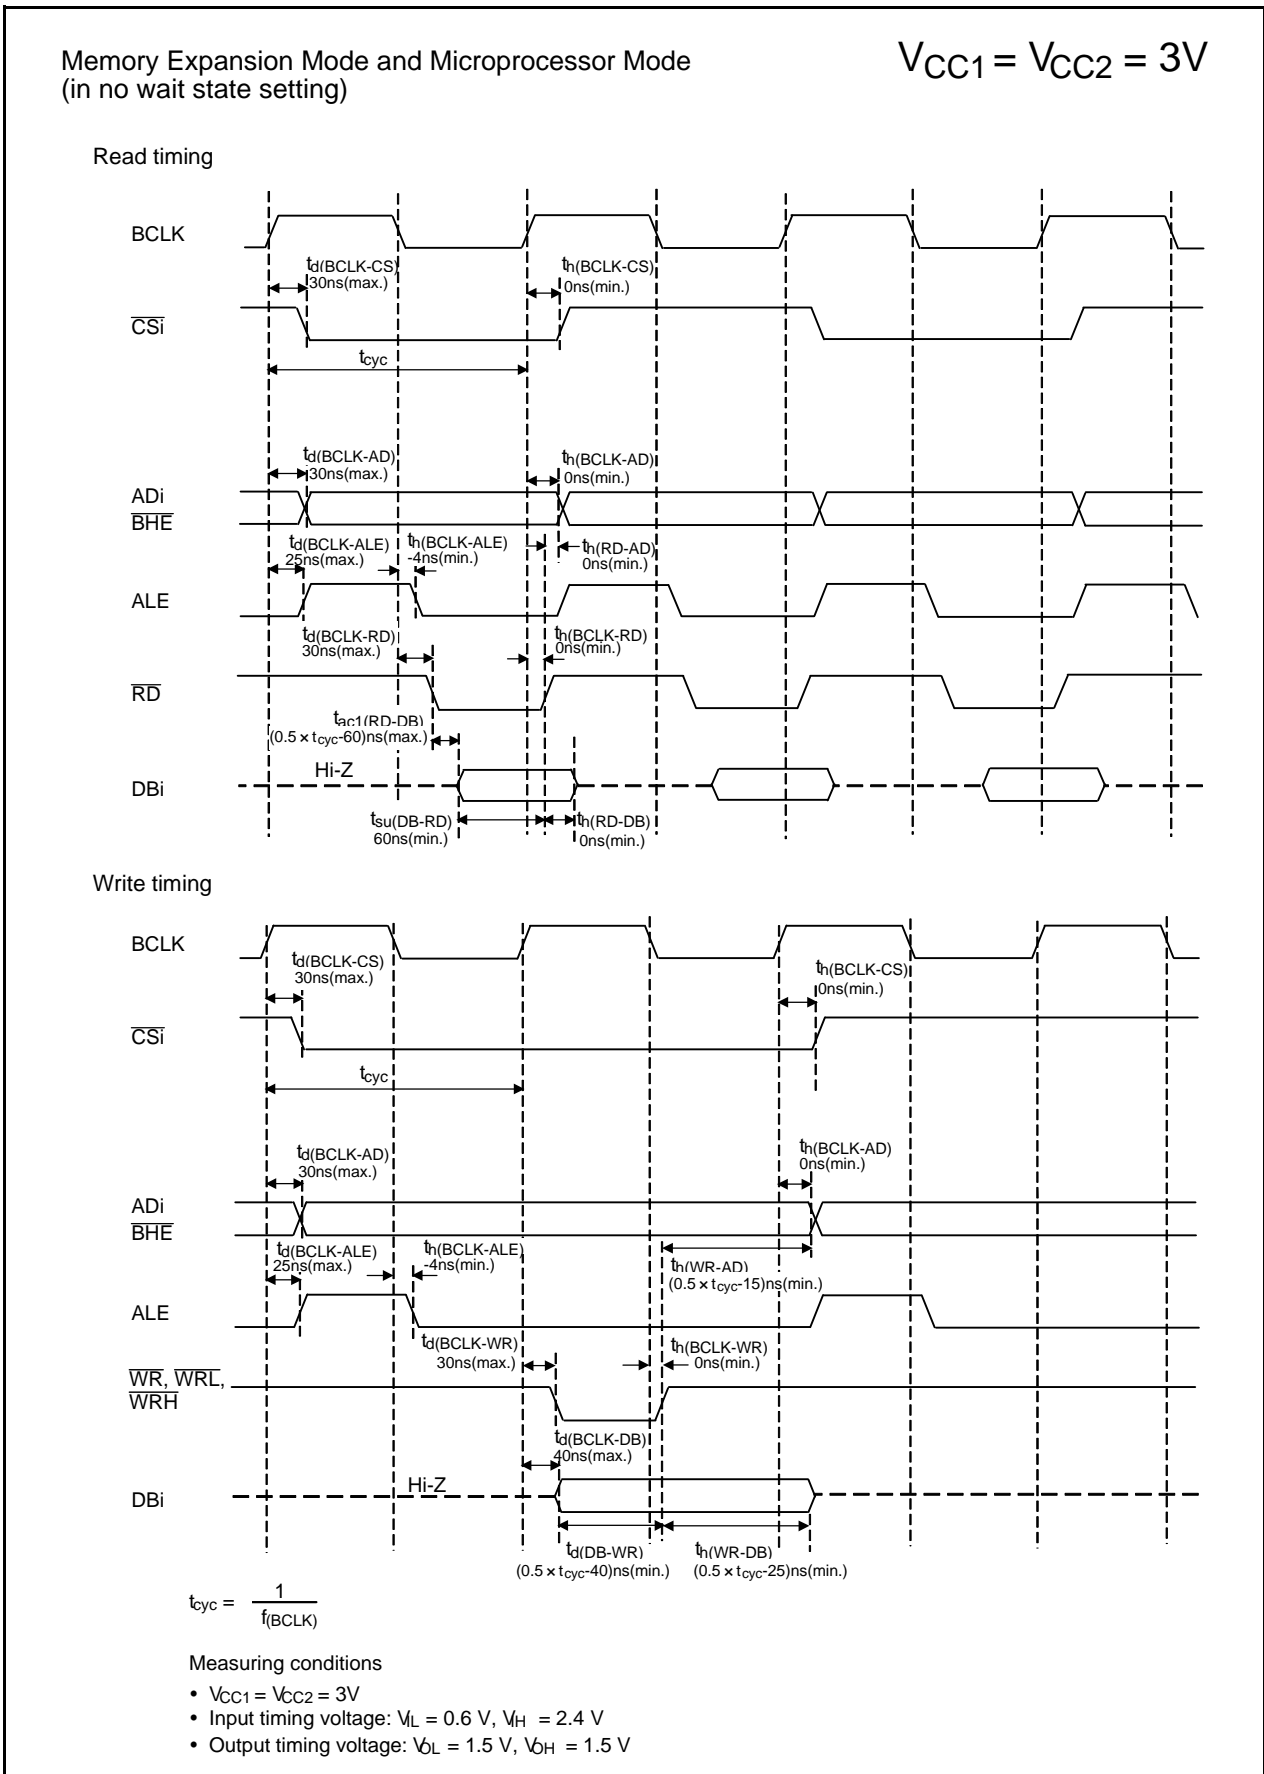 Memory Expansion Mode and Microprocessor Mode
(in no wait state setting)
VCC1 = VCC2 = 3V
Read timing
BCLK
td(BCLK-CS)
30ns(max.)
th(BCLK-CS)
0ns(min.)
CSi
tcyc
td(BCLK-AD)
30ns(max.)
th(BCLK-AD)
0ns(min.)
ADi
BHE
td(BCLK-ALE)
25ns(max.)
th(BCLK-ALE)
-4ns(min.)
th(RD-AD)
0ns(min.)
ALE
td(BCLK-RD)
30ns(max.)
th(BCLK-RD)
0ns(min.)
RD
tac1(RD-DB)
(0.5 × tcyc-60)ns(max.)
Hi-Z
DBi
tsu(DB-RD)
60ns(min.)
th(RD-DB)
0ns(min.)
Write timing
BCLK
td(BCLK-CS)
30ns(max.)
th(BCLK-CS)
0ns(min.)
CSi
tcyc
td(BCLK-AD)
30ns(max.)
th(BCLK-AD)
0ns(min.)
ADi
BHE
td(BCLK-ALE)
25ns(max.)
th(BCLK-ALE)
-4ns(min.)
th(WR-AD)
(0.5 × tcyc-15)ns(min.)
ALE
td(BCLK-WR)
30ns(max.)
th(BCLK-WR)
0ns(min.)
WR, WRL,
WRH
td(BCLK-DB)
40ns(max.)
Hi-Z
DBi
td(DB-WR)
(0.5 × tcyc-40)ns(min.)
th(WR-DB)
(0.5 × tcyc-25)ns(min.)
tcyc = 1
f(BCLK)
Measuring conditions
• VCC1 = VCC2 = 3V
• Input timing voltage: VIL = 0.6 V, VIH = 2.4 V
• Output timing voltage: VOL = 1.5 V, VOH = 1.5 V